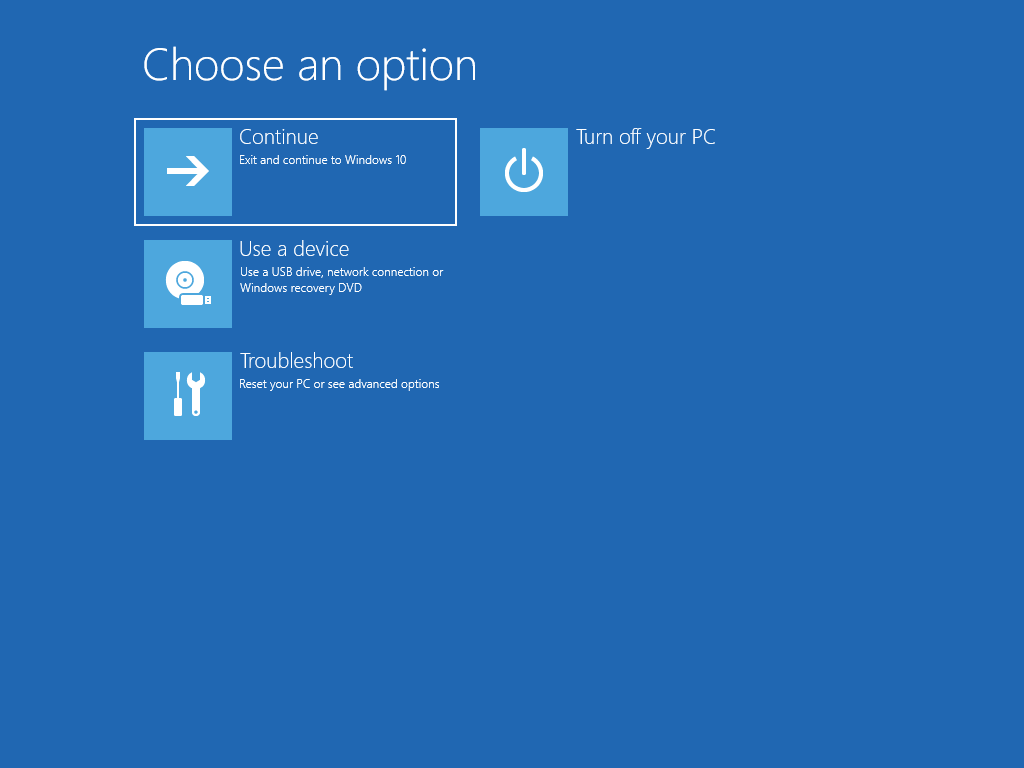 Choose an option
Continue
Exit and continue to Windows 10
Turn off your PC
Use a device
Use a USB drive, network connection or
Windows recovery DVD
Troubleshoot
Reset your PC or see advanced options